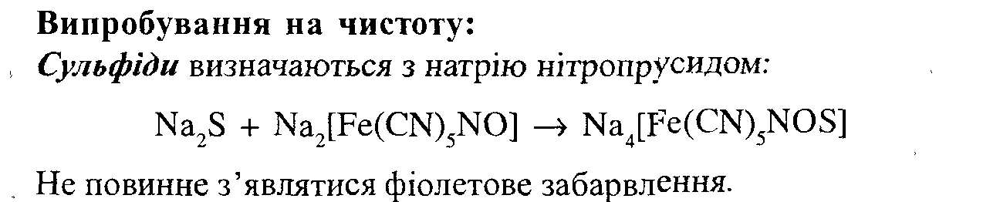 Випробування на чистоту:
Сульфіди визначаються з натрію нітропрусидом:
Na₂S + Na₂[Fe(CN)₅NO] → Na₄[Fe(CN)₅NOS]
Не повинне з’являтися фіолетове забарвлення.